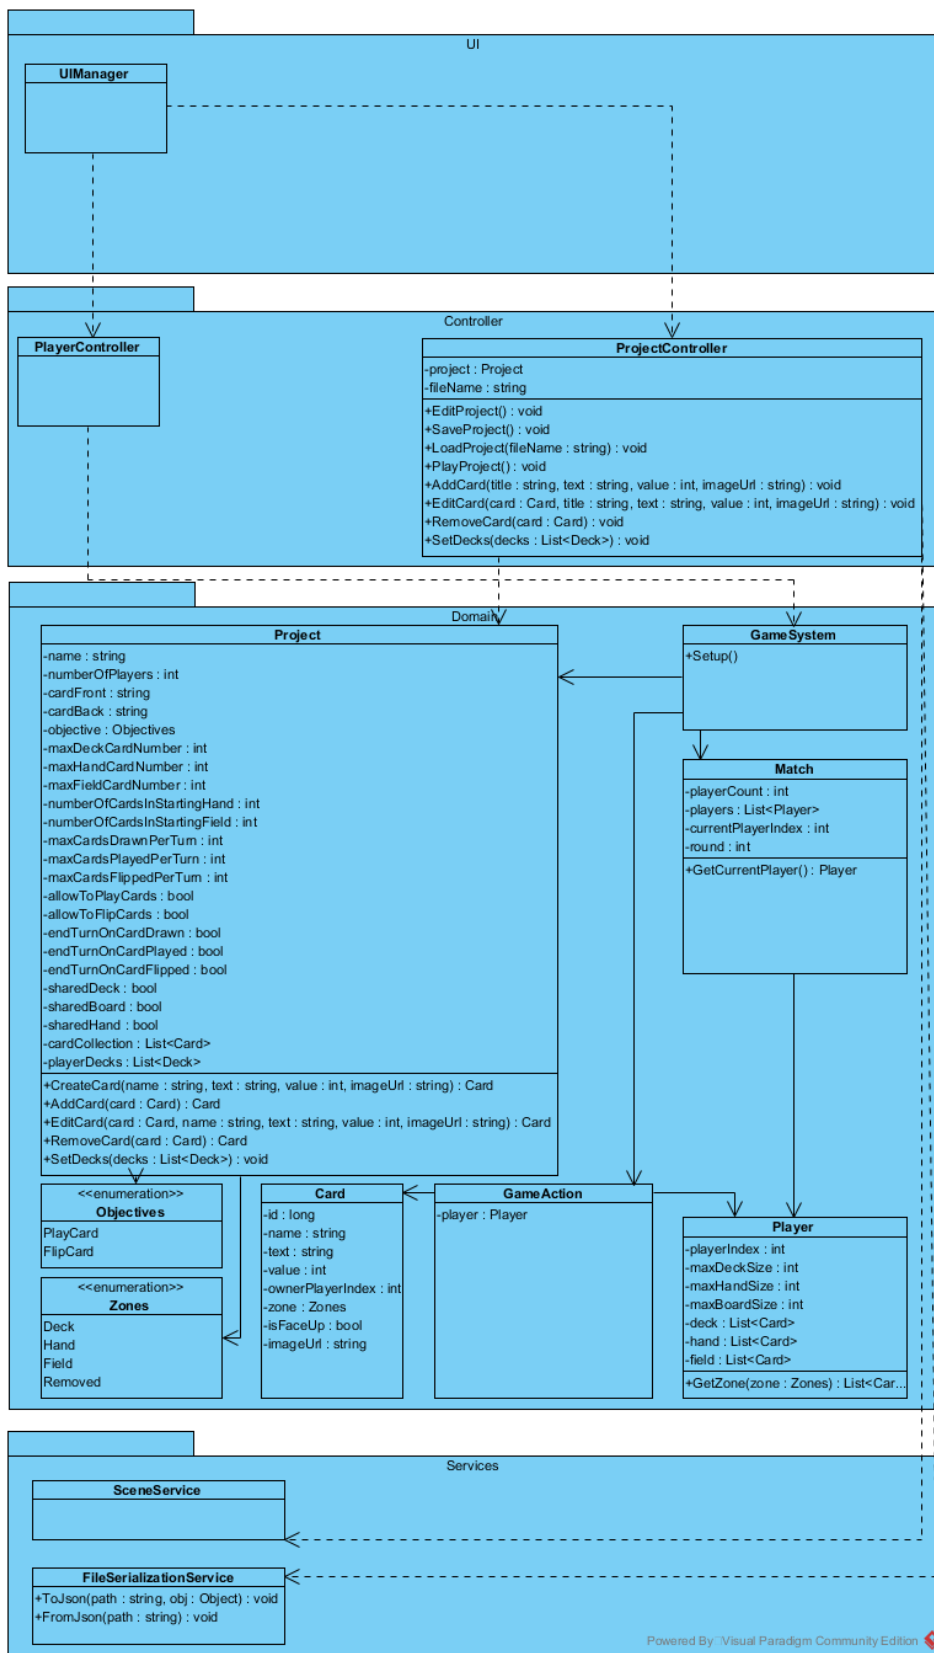 UI
UIManager
Controller
PlayerController
ProjectController
-project : Project
-fileName : string
+EditProject() : void
+SaveProject() : void
+LoadProject(fileName : string) : void
+PlayProject() : void
+AddCard(title : string, text : string, value : int, imageUrl : string) : void
+EditCard(card : Card, title : string, text : string, value : int, imageUrl : string) : void
+RemoveCard(card : Card) : void
+SetDecks(decks : List<Deck>) : void
Domain
Project
-name : string
-numberOfPlayers : int
-cardFront : string
-cardBack : string
-objective : Objectives
-maxDeckCardNumber : int
-maxHandCardNumber : int
-maxFieldCardNumber : int
-numberOfCardsInStartingHand : int
-numberOfCardsInStartingField : int
-maxCardsDrawnPerTurn : int
-maxCardsPlayedPerTurn : int
-maxCardsFlippedPerTurn : int
-allowToPlayCards : bool
-allowToFlipCards : bool
-endTurnOnCardDrawn : bool
-endTurnOnCardPlayed : bool
-endTurnOnCardFlipped : bool
-sharedDeck : bool
-sharedBoard : bool
-sharedHand : bool
-cardCollection : List<Card>
-playerDecks : List<Deck>
+CreateCard(name : string, text : string, value : int, imageUrl : string) : Card
+AddCard(card : Card) : Card
+EditCard(card : Card, name : string, text : string, value : int, imageUrl : string) : Card
+RemoveCard(card : Card) : Card
+SetDecks(decks : List<Deck>) : void
GameSystem
+Setup()
Match
-playerCount : int
-players : List<Player>
-currentPlayerIndex : int
-round : int
+GetCurrentPlayer() : Player
<<enumeration>>
Objectives
PlayCard
FlipCard
<<enumeration>>
Zones
Deck
Hand
Field
Removed
Card
-id : long
-name : string
-text : string
-value : int
-ownerPlayerIndex : int
-zone : Zones
-isFaceUp : bool
-imageUrl : string
GameAction
-player : Player
Player
-playerIndex : int
-maxDeckSize : int
-maxHandSize : int
-maxBoardSize : int
-deck : List<Card>
-hand : List<Card>
-field : List<Card>
+GetZone(zone : Zones) : List<Car...
Services
SceneService
FileSerializationService
+ToJson(path : string, obj : Object) : void
+FromJson(path : string) : void
Powered By Visual Paradigm Community Edition